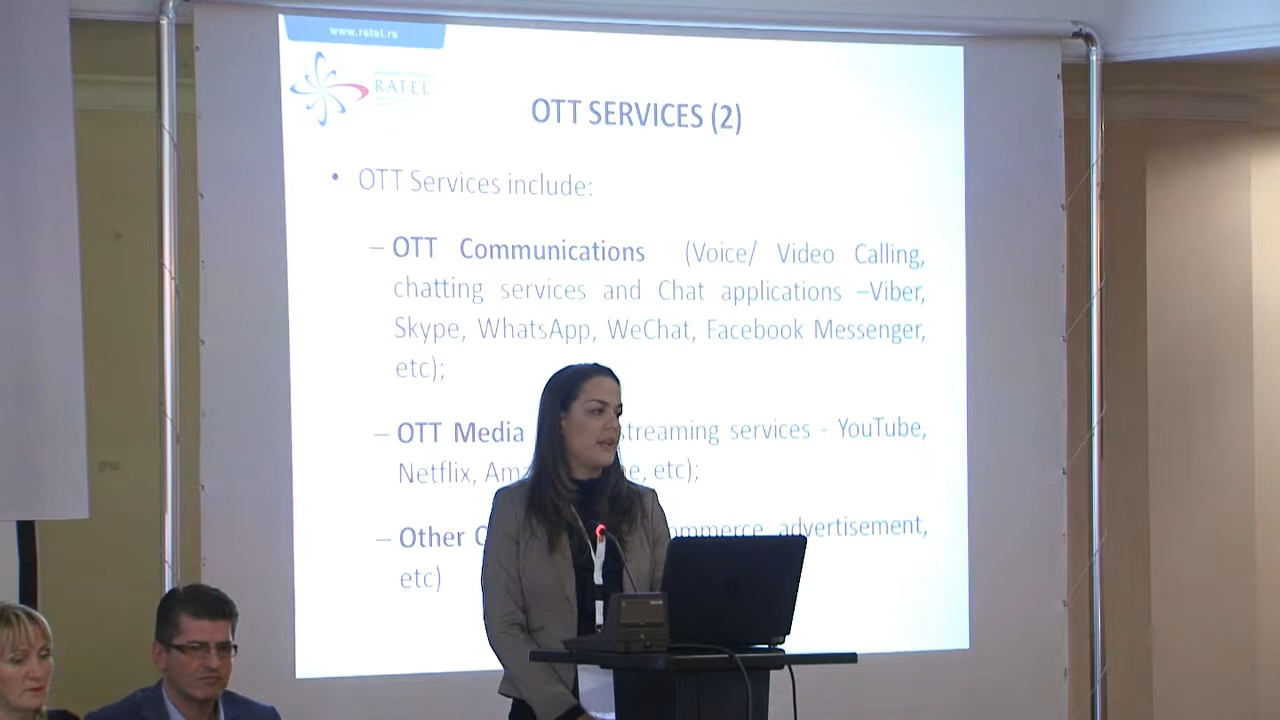 www.ratel.rs
RATEL
OTT SERVICES (2)
• OTT Services include:
– OTT Communications (Voice/ Video Calling,
chatting services and Chat applications –Viber,
Skype, WhatsApp, WeChat, Facebook Messenger,
etc);
– OTT Media streaming services - YouTube,
Netflix, etc);
– Other advertisement,
etc)